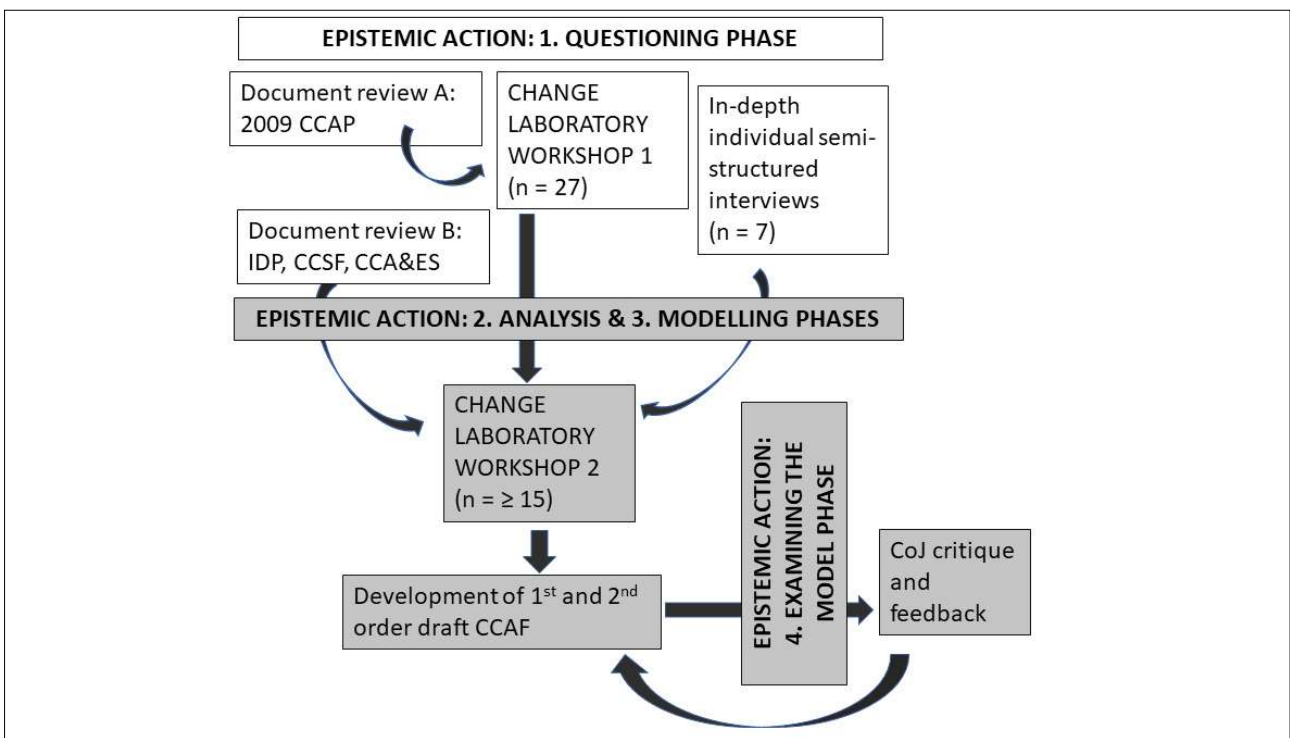 EPISTEMIC ACTION: 1. QUESTIONING PHASE
Document review A:
2009 CCAP
CHANGE
LABORATORY
WORKSHOP 1
(n = 27)
In-depth
individual semi-
structured
interviews
(n = 7)
Document review B:
IDP, CCSF, CCA&ES
EPISTEMIC ACTION: 2. ANALYSIS & 3. MODELLING PHASES
CHANGE
LABORATORY
WORKSHOP 2
(n = ≥ 15)
EPISTEMIC ACTION:
4. EXAMINING THE
MODEL PHASE
CoJ critique
and
feedback
Development of 1st and 2nd
order draft CCAF